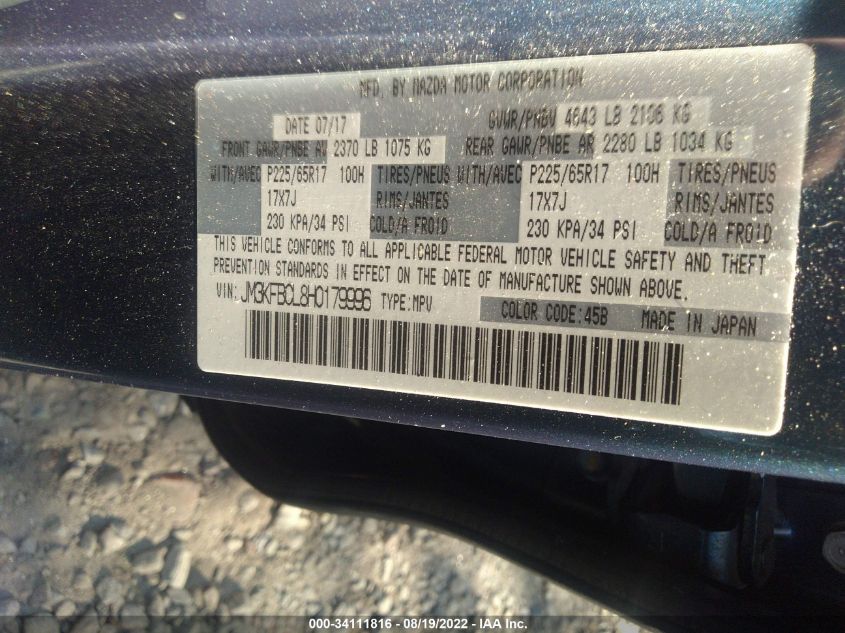 MFD. BY MAZDA MOTOR CORPORATION
DATE 07/17 GVWR/PNBV 4643 LB 2106 KG
FRONT GAWR/PNBE AV 2370 LB 1075 KG REAR GAWR/PNBE AR 2280 LB 1034 KG
WITH/AVEC P225/65R17 100H TIRES/PNEUS WITH/AVEC P225/65R17 100H TIRES/PNEUS
17X7J RIMS/JANTES 17X7J RIMS/JANTES
230 KPA/34 PSI COLD/A FROID 230 KPA/34 PSI COLD/A FROID
THIS VEHICLE CONFORMS TO ALL APPLICABLE FEDERAL MOTOR VEHICLE SAFETY AND THEFT
PREVENTION STANDARDS IN EFFECT ON THE DATE OF MANUFACTURE SHOWN ABOVE.
VIN: JM3KFBCL8H0179996 TYPE:MPV COLOR CODE:45B MADE IN JAPAN
000-34111816 - 08/19/2022 - IAA Inc.